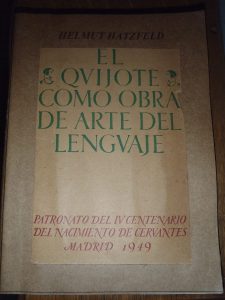 HELMUT HATZFELD
EL
QVIJOTE
COMO OBRA
DE ARTE DEL
LENGVAJE
PATRONATO DEL IV CENTENARIO
DEL NACIMIENTO DE CERVANTES
MADRID 1949